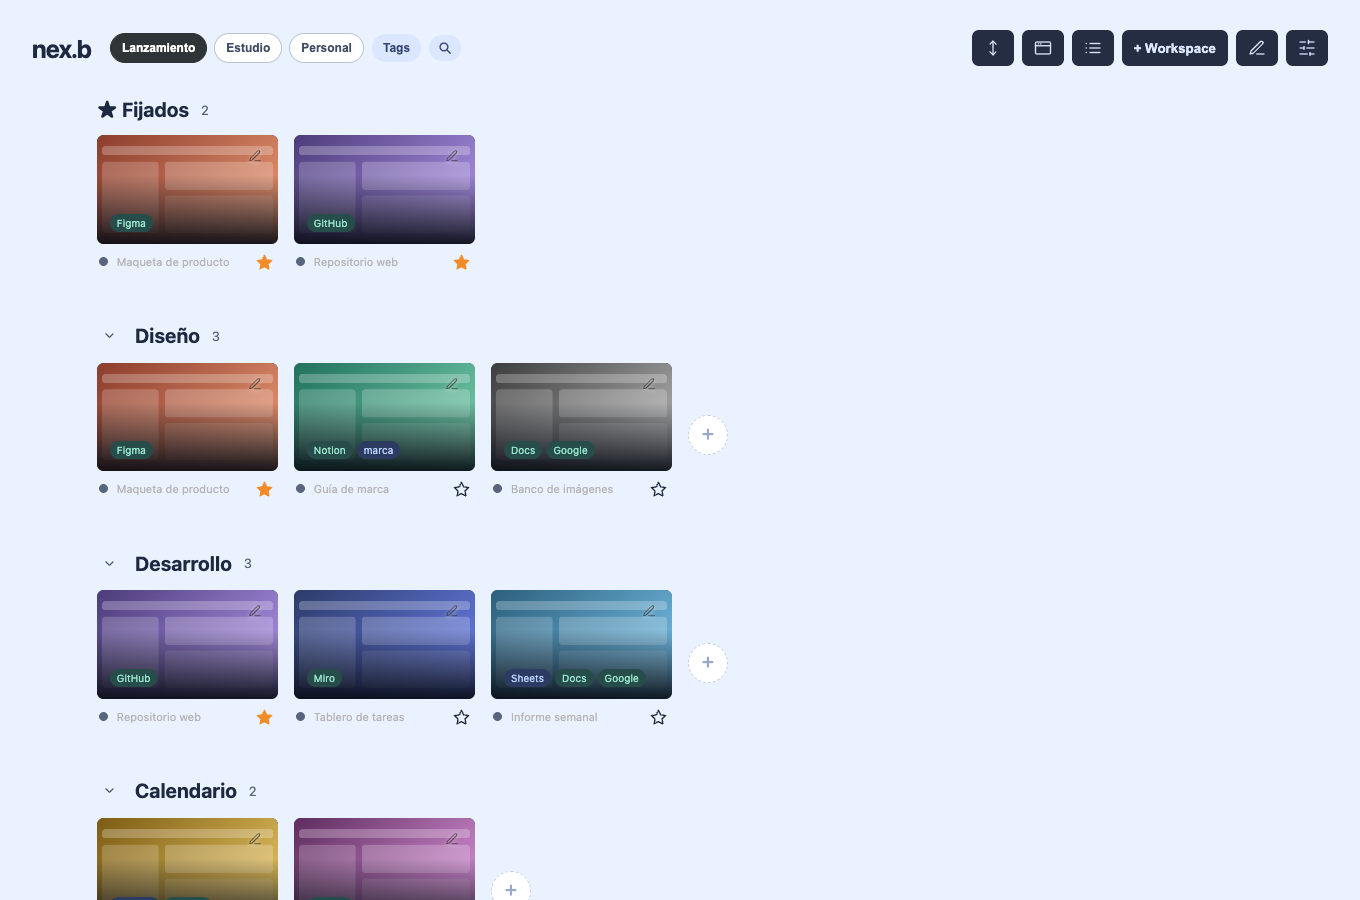 nex.b
Lanzamiento
Estudio
Personal
Tags
+ Workspace
Fijados 2
Figma
GitHub
Maqueta de producto
Repositorio web
Diseño 3
Figma
Notion marca
Docs Google
Maqueta de producto
Guía de marca
Banco de imágenes
Desarrollo 3
GitHub
Miro
Sheets Docs Google
Repositorio web
Tablero de tareas
Informe semanal
Calendario 2